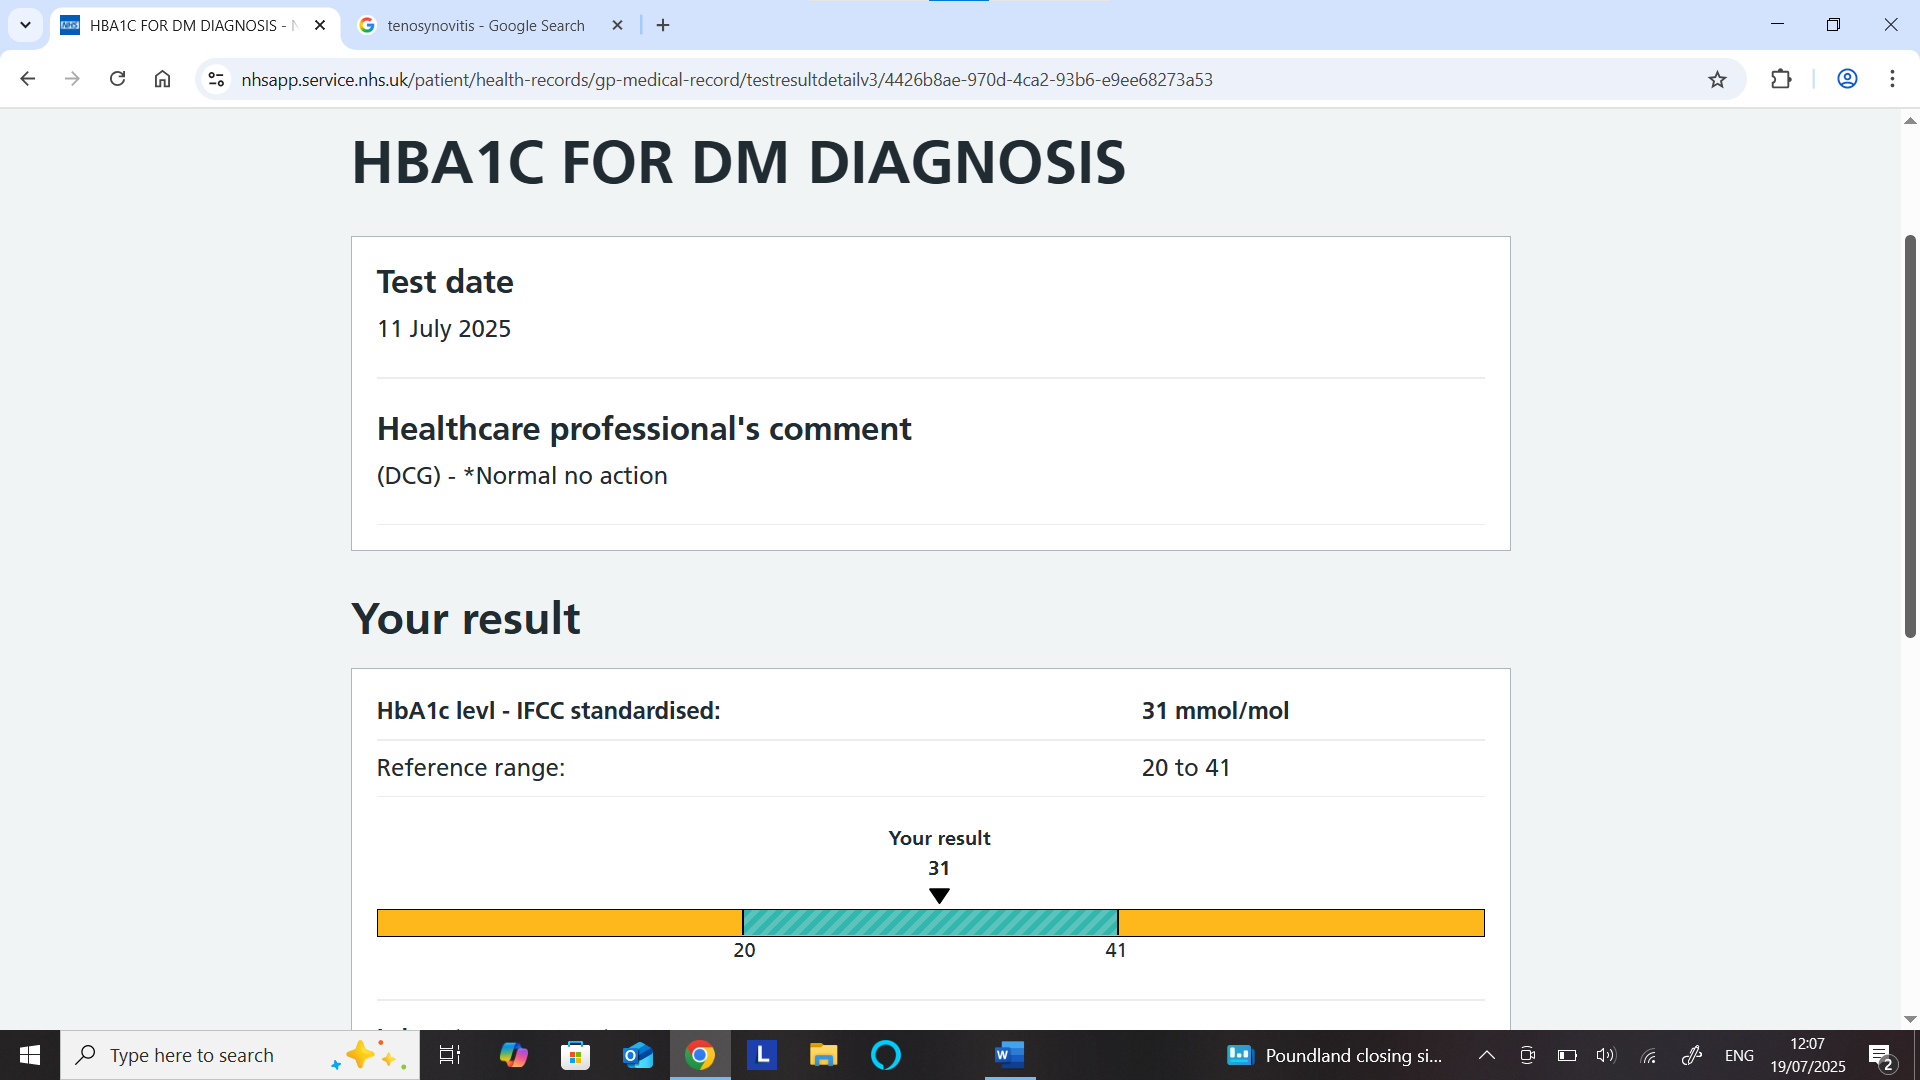 HBA1C FOR DM DIAGNOSIS - N
tenosynovitis - Google Search
nhsapp.service.nhs.uk/patient/health-records/gp-medical-record/testresultdetailv3/4426b8ae-970d-4ca2-93b6-e9ee68273a53
HBA1C FOR DM DIAGNOSIS
Test date
11 July 2025
Healthcare professional's comment
(DCG) - *Normal no action
Your result
HbA1c levl - IFCC standardised: 31 mmol/mol
Reference range: 20 to 41
Your result
31
20 41
Type here to search
Poundland closing si...
ENG
12:07
19/07/2025
2